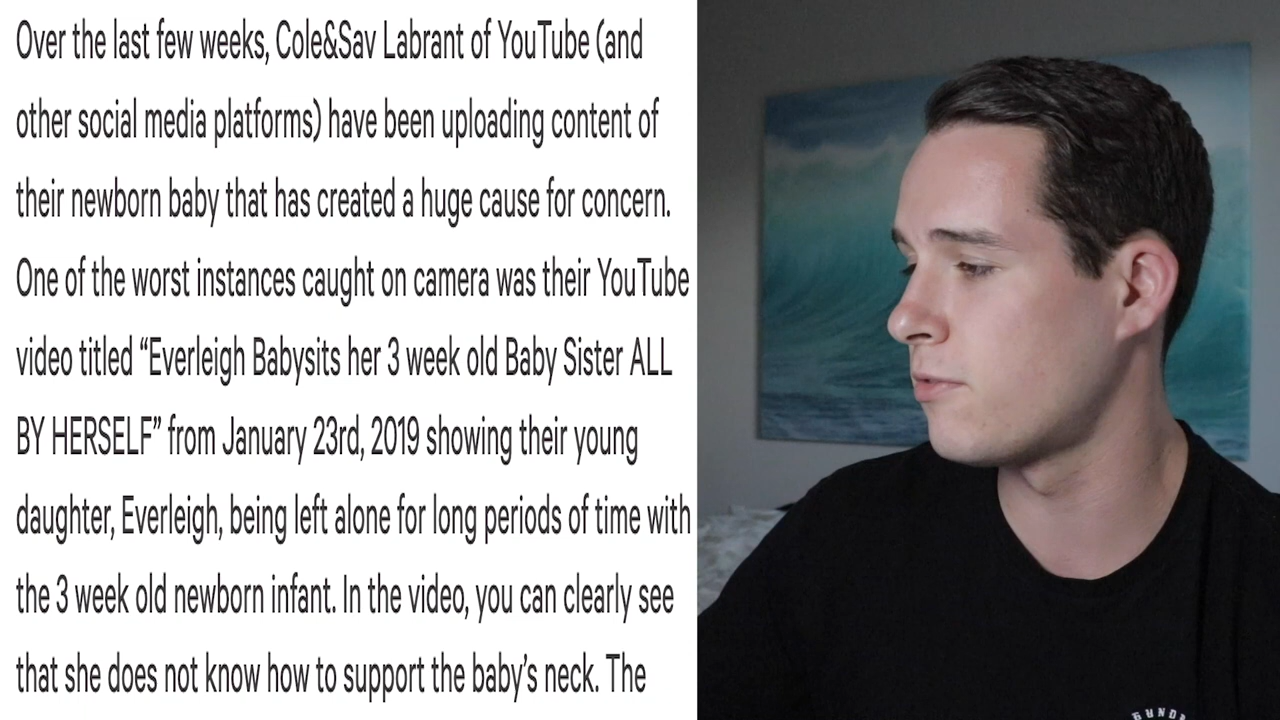 Over the last few weeks, Cole&Sav Labrant of YouTube (and
other social media platforms) have been uploading content of
their newborn baby that has created a huge cause for concern.
One of the worst instances caught on camera was their YouTube
video titled “Everleigh Babysits her 3 week old Baby Sister ALL
BY HERSELF” from January 23rd, 2019 showing their young
daughter, Everleigh, being left alone for long periods of time with
the 3 week old newborn infant. In the video, you can clearly see
that she does not know how to support the baby’s neck. The